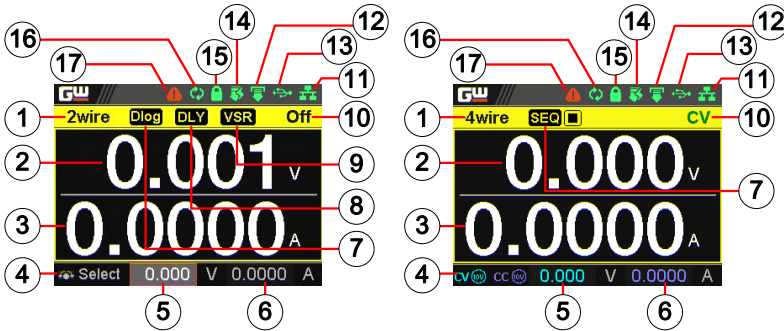 14 12 14 12
16 15 13 16 15 13
17 11 17 11
GW GW
1 2wire Dlog DLY VSR Off 10 1 4wire SEQ CV 10
2 0.001 V 9 2 0.000 V 7
8
3 0.0000 A 7 3 0.0000 A
4 Select 0.000 V 0.0000 A 4 CV 10V CC 10V 0.000 V 0.0000 A
5 6 5 6